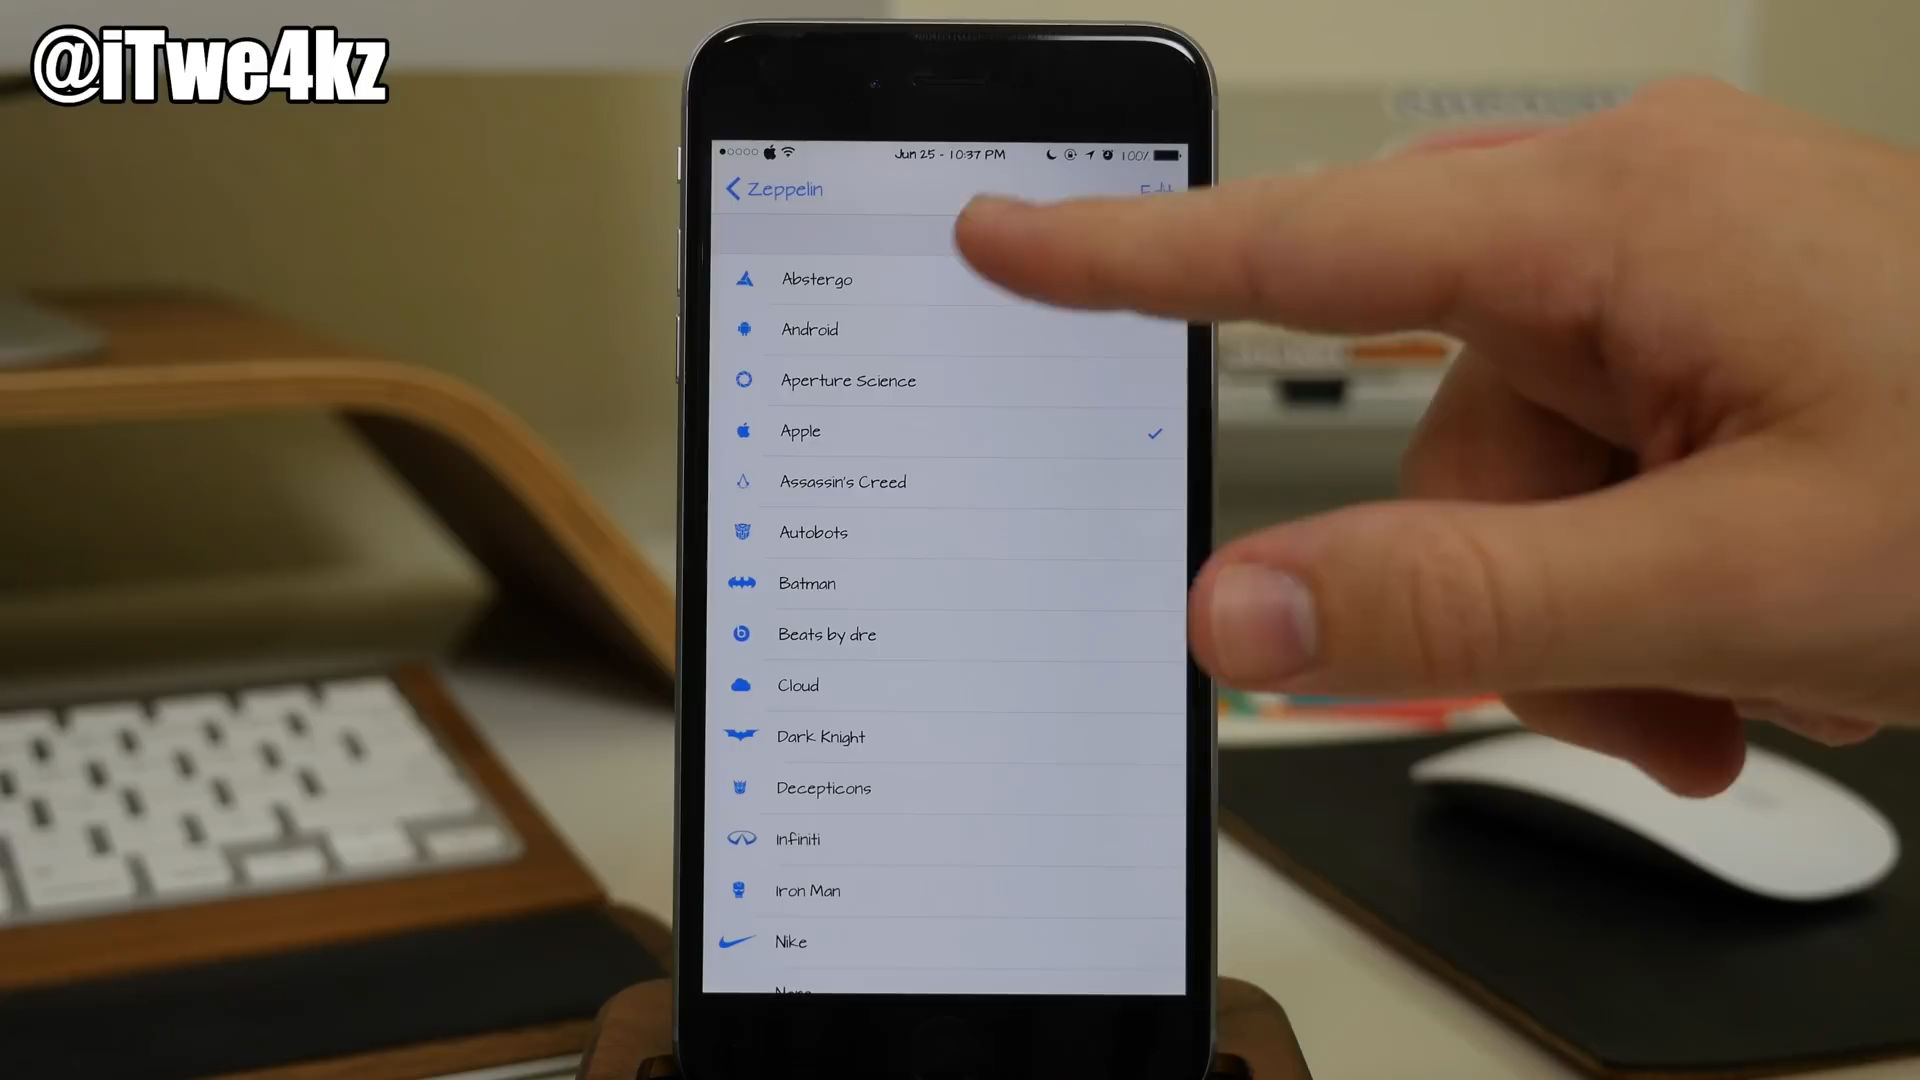 @iTwe4kz
Jun 25 - 10:37 PM
100%
Zeppelin
Edit
Abstergo
Android
Aperture Science
Apple
Assassin's Creed
Autobots
Batman
Beats by dre
Cloud
Dark Knight
Decepticons
Infiniti
Iron Man
Nike